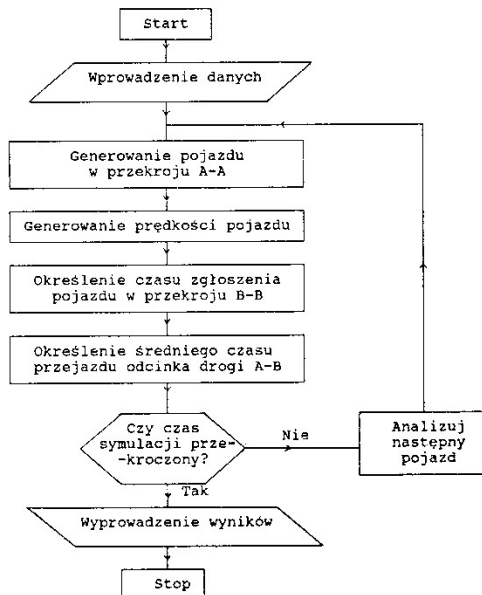 Start
Wprowadzenie danych
Generowanie pojazdu
w przekroju A-A
Generowanie prędkości pojazdu
Określenie czasu zgłoszenia
pojazdu w przekroju B-B
Określenie średniego czasu
przejazdu odcinka drogi A-B
Czy czas
symulacji prze-
-kroczony?
Nie
Analizuj
następny
pojazd
Tak
Wyprowadzenie wyników
Stop